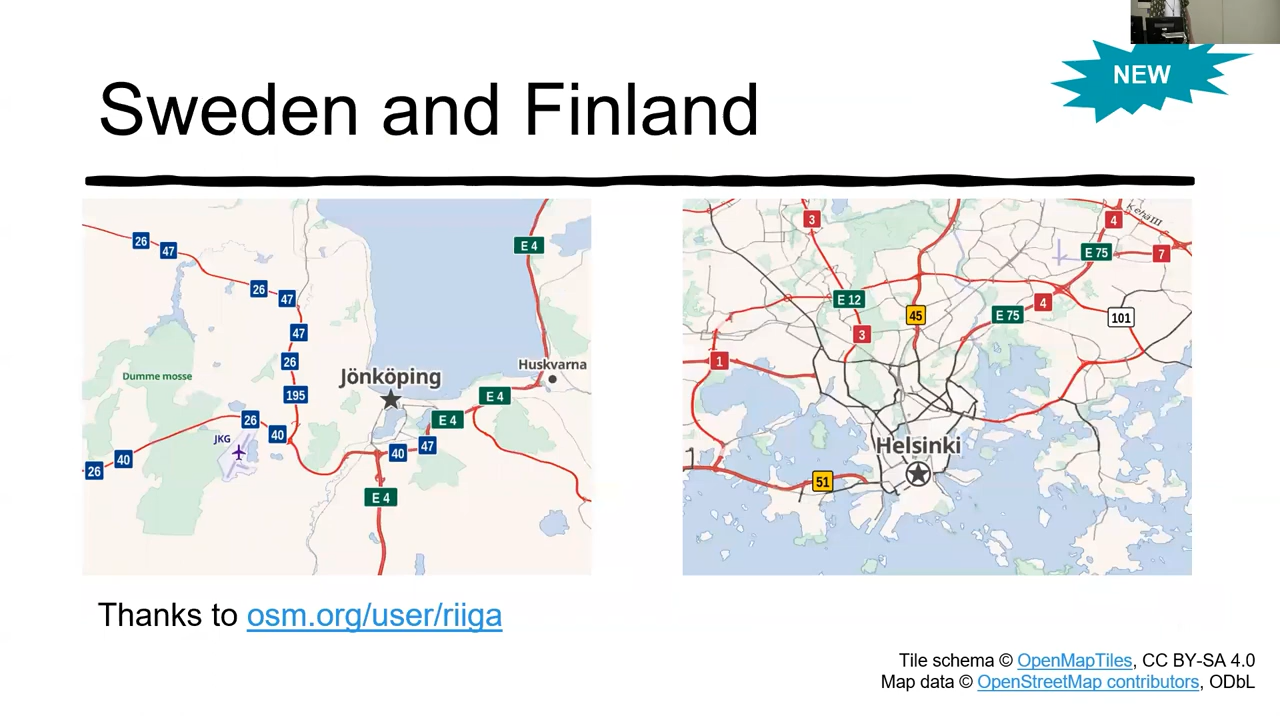 NEW
Sweden and Finland
26
47
E 4
26
47
47
26
Dumme mosse
Jönköping
Huskvarna
195
E 4
26
40
E 4
JKG
40
47
40
26
E 4
3
4
Kehä III
E 75
7
E 12
4
45
E 75
101
3
1
Helsinki
1
51
Thanks to osm.org/user/riiga
Tile schema © OpenMapTiles, CC BY-SA 4.0
Map data © OpenStreetMap contributors, ODbL